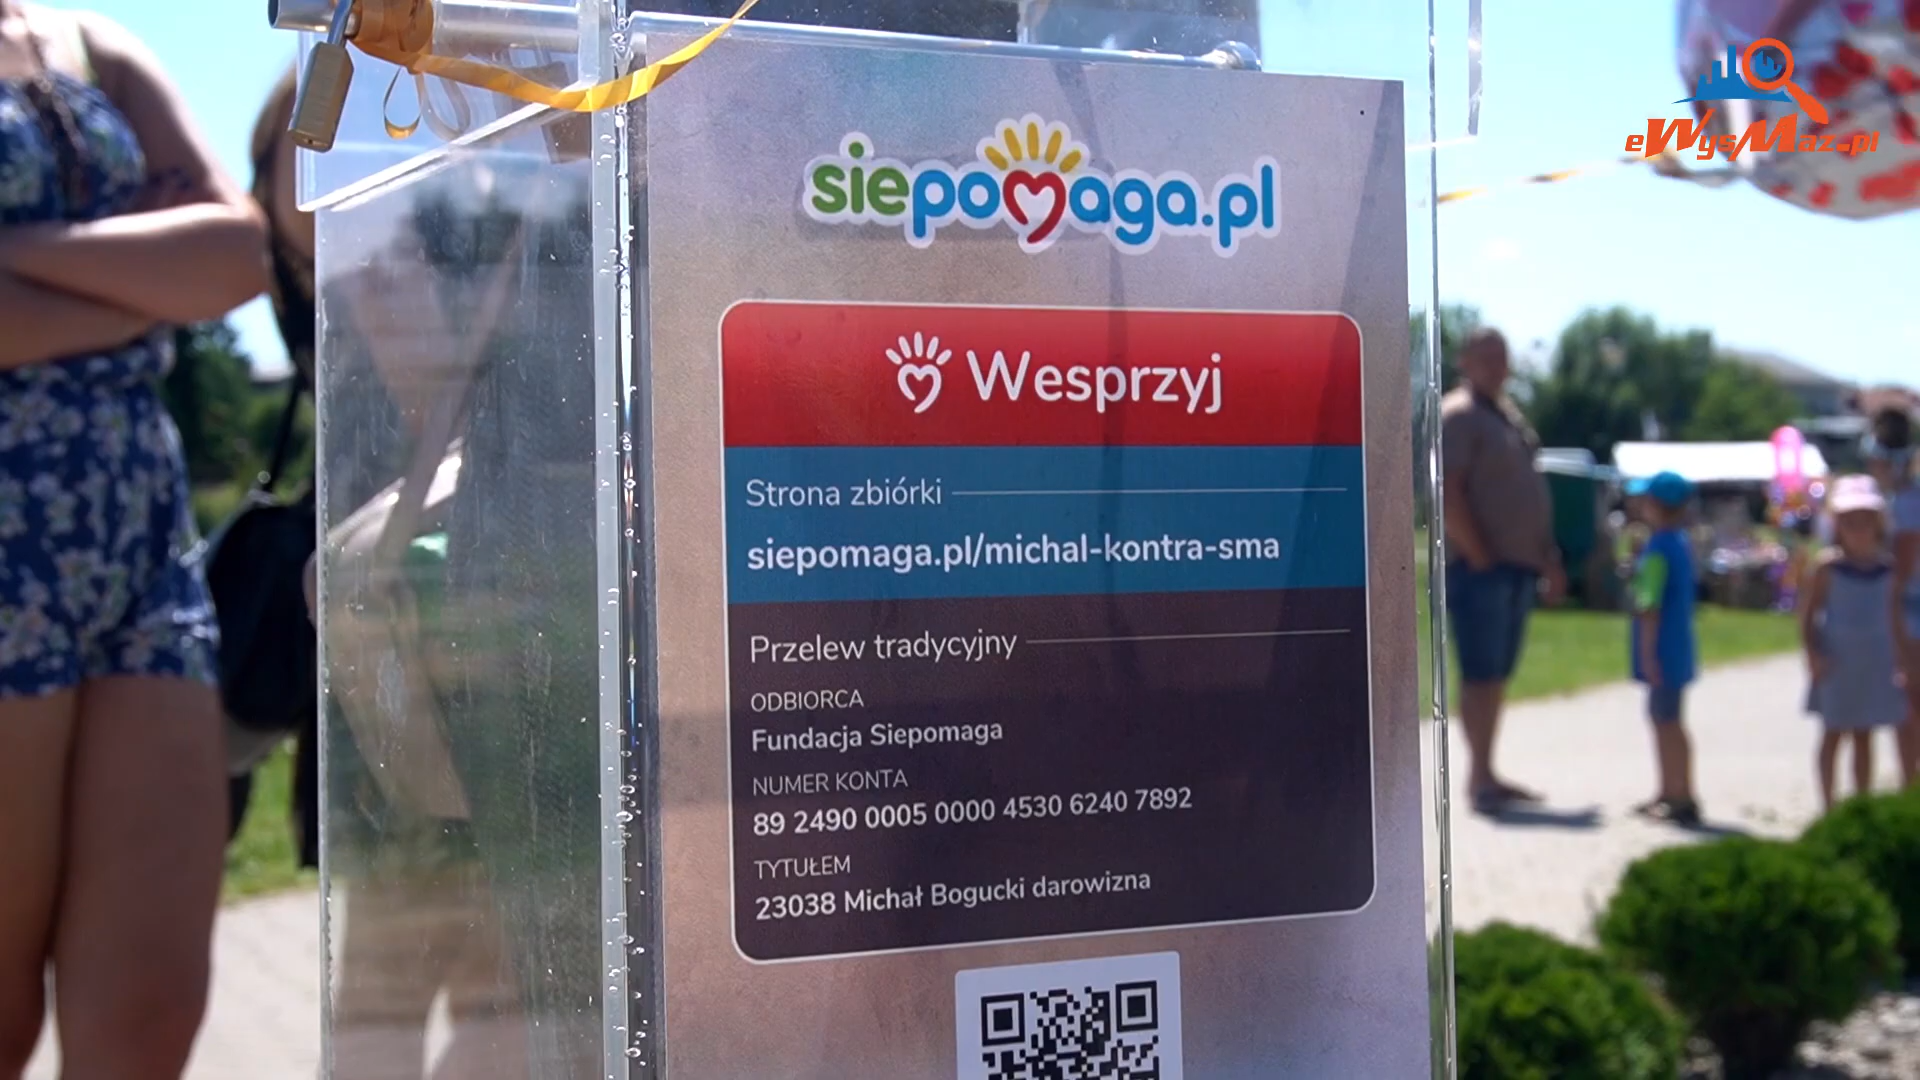 eWysMaz.pl
siepomaga.pl
Wesprzyj
Strona zbiórki
siepomaga.pl/michal-kontra-sma
Przelew tradycyjny
ODBIORCA
Fundacja Siepomaga
NUMER KONTA
89 2490 0005 0000 4530 6240 7892
TYTUŁEM
23038 Michał Bogucki darowizna